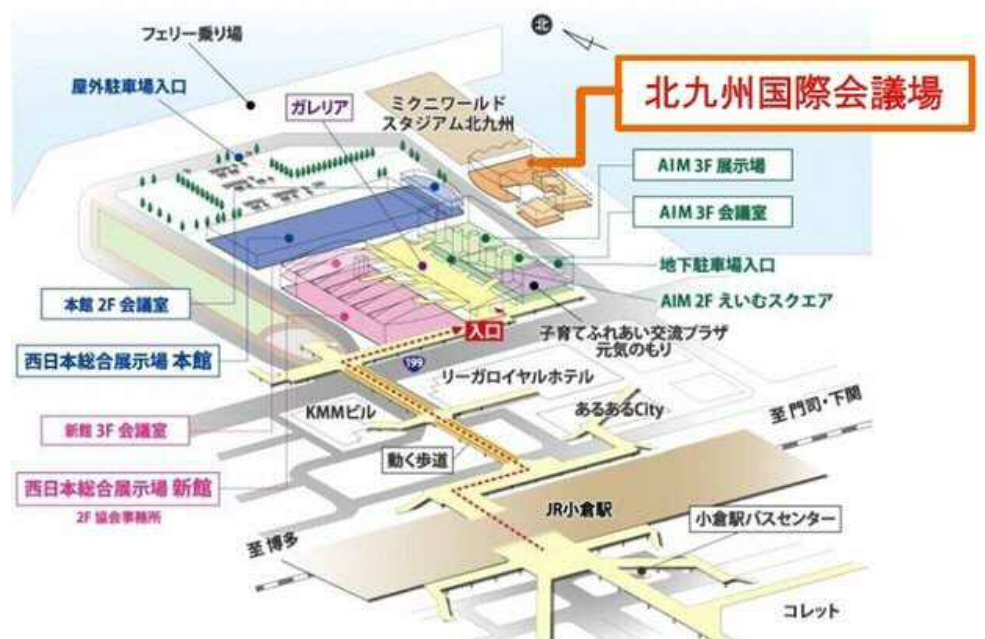 北
フェリー乗り場
屋外駐車場入口
ガレリア
ミクニワールド
スタジアム北九州
北九州国際会議場
AIM 3F 展示場
AIM 3F 会議室
地下駐車場入口
AIM 2F えいむスクエア
本館 2F 会議室
入口
子育てふれあい交流プラザ
元気のもり
西日本総合展示場 本館
199
リーガロイヤルホテル
KMMビル
あるあるCity
至 門司・下関
新館 3F 会議室
動く歩道
西日本総合展示場 新館
2F 協会事務所
JR小倉駅
小倉駅バスセンター
至 博多
コレット